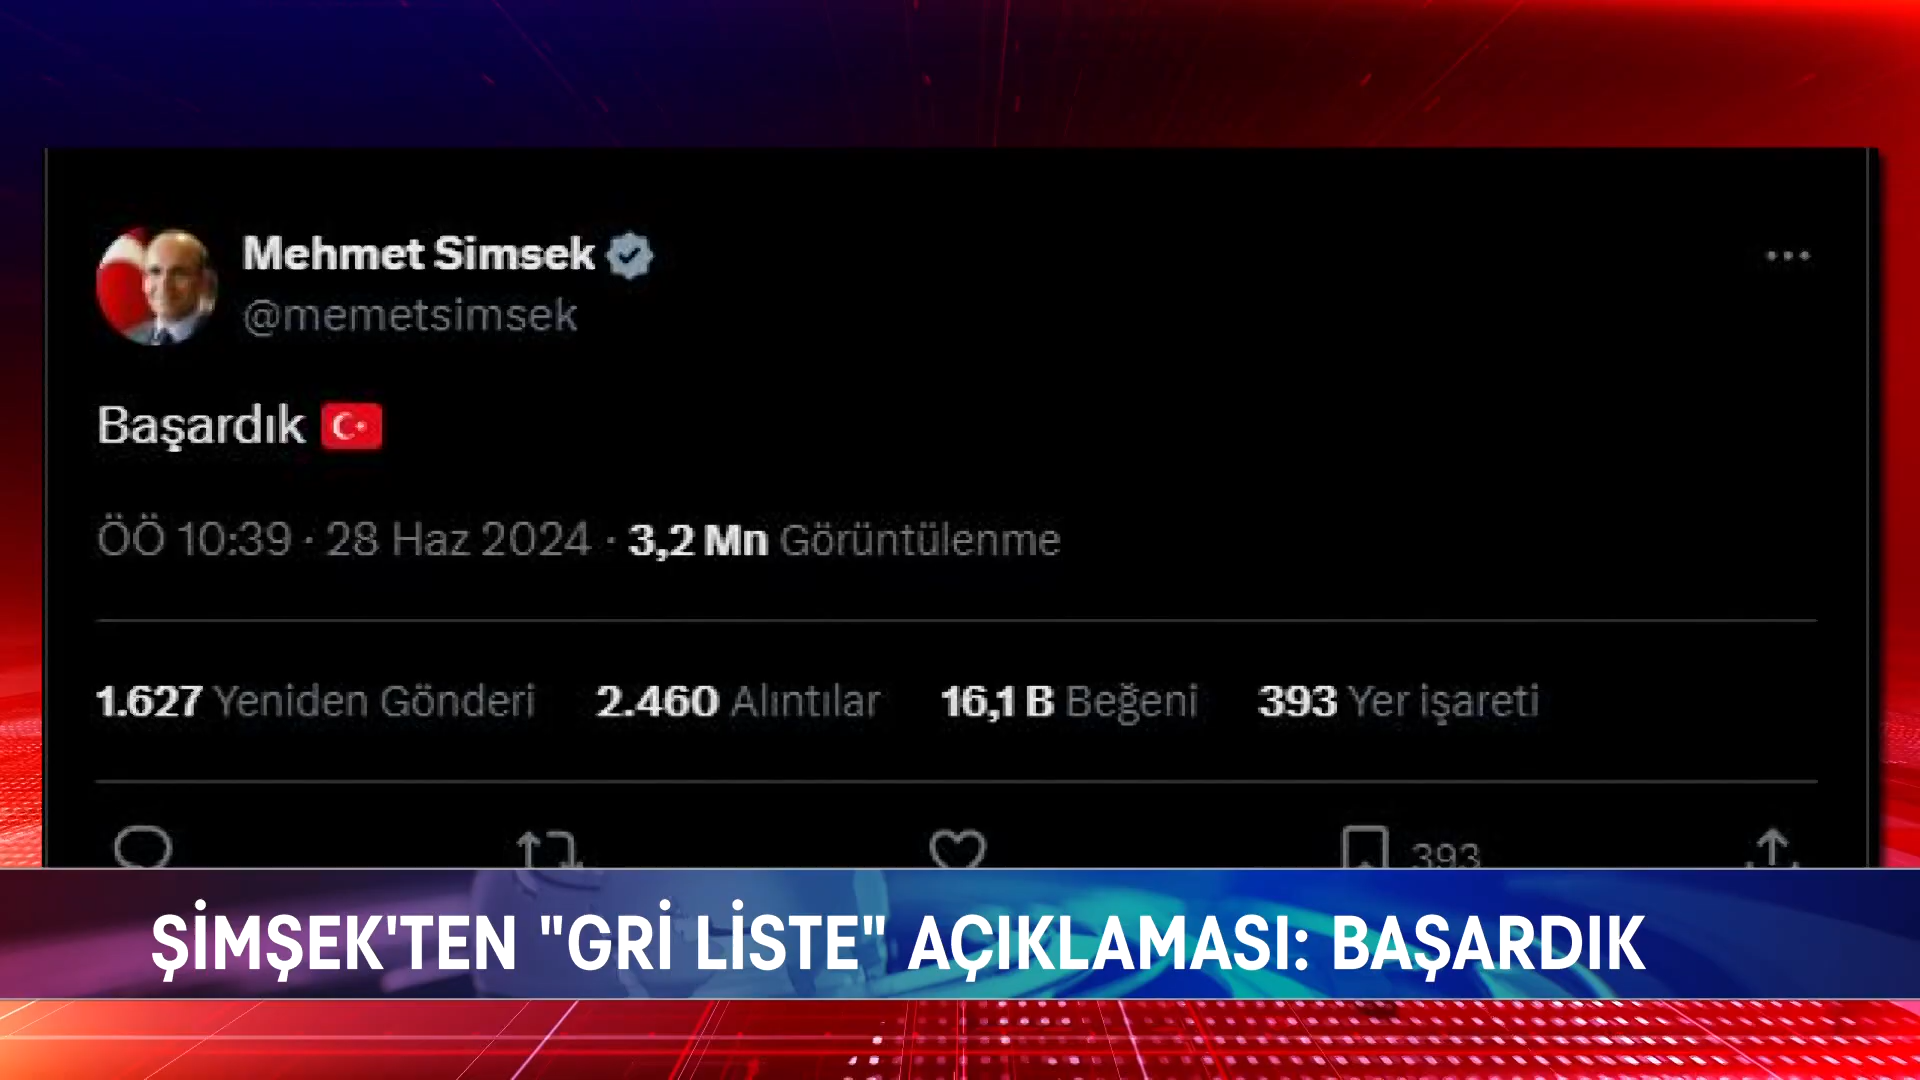 Mehmet Simsek
@memetsimsek
Başardık 🇹🇷
ÖÖ 10:39 · 28 Haz 2024 · 3,2 Mn Görüntülenme
1.627 Yeniden Gönderi 2.460 Alıntılar 16,1 B Beğeni 393 Yer işareti
393
ŞİMŞEK'TEN "GRİ LİSTE" AÇIKLAMASI: BAŞARDIK